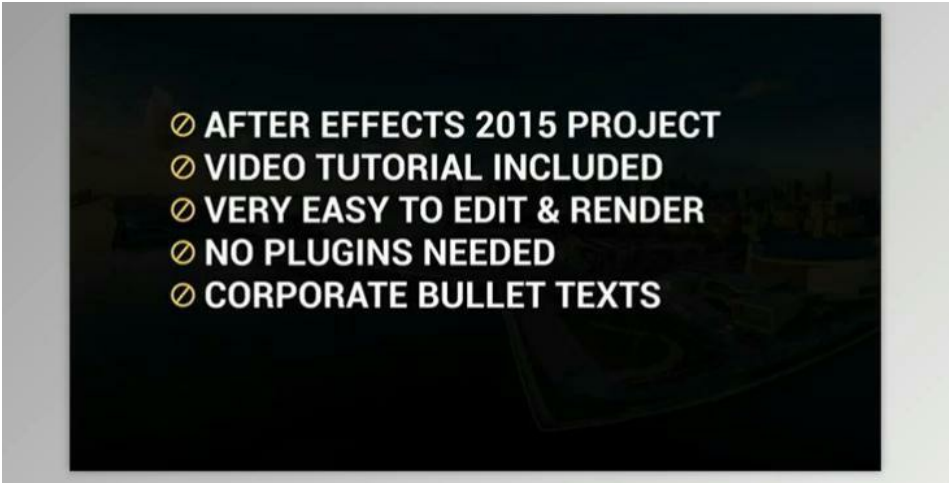 AFTER EFFECTS 2015 PROJECT
VIDEO TUTORIAL INCLUDED
VERY EASY TO EDIT & RENDER
NO PLUGINS NEEDED
CORPORATE BULLET TEXTS